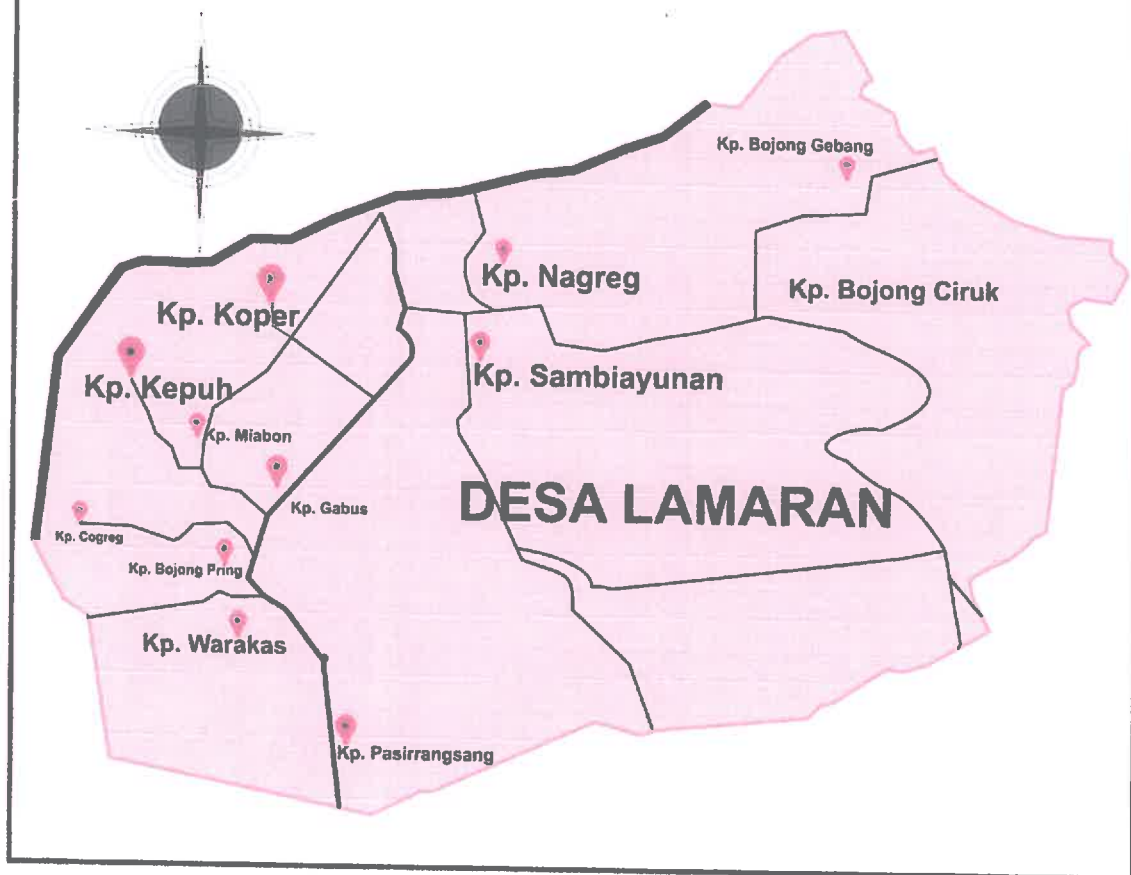 Kp. Bojong Gebang
Kp. Nagreg
Kp. Bojong Ciruk
Kp. Koper
Kp. Kepuh
Kp. Sambiayunan
Kp. Miabon
DESA LAMARAN
Kp. Gabus
Kp. Cogreg
Kp. Bojong Pring
Kp. Warakas
Kp. Pasirrangsang